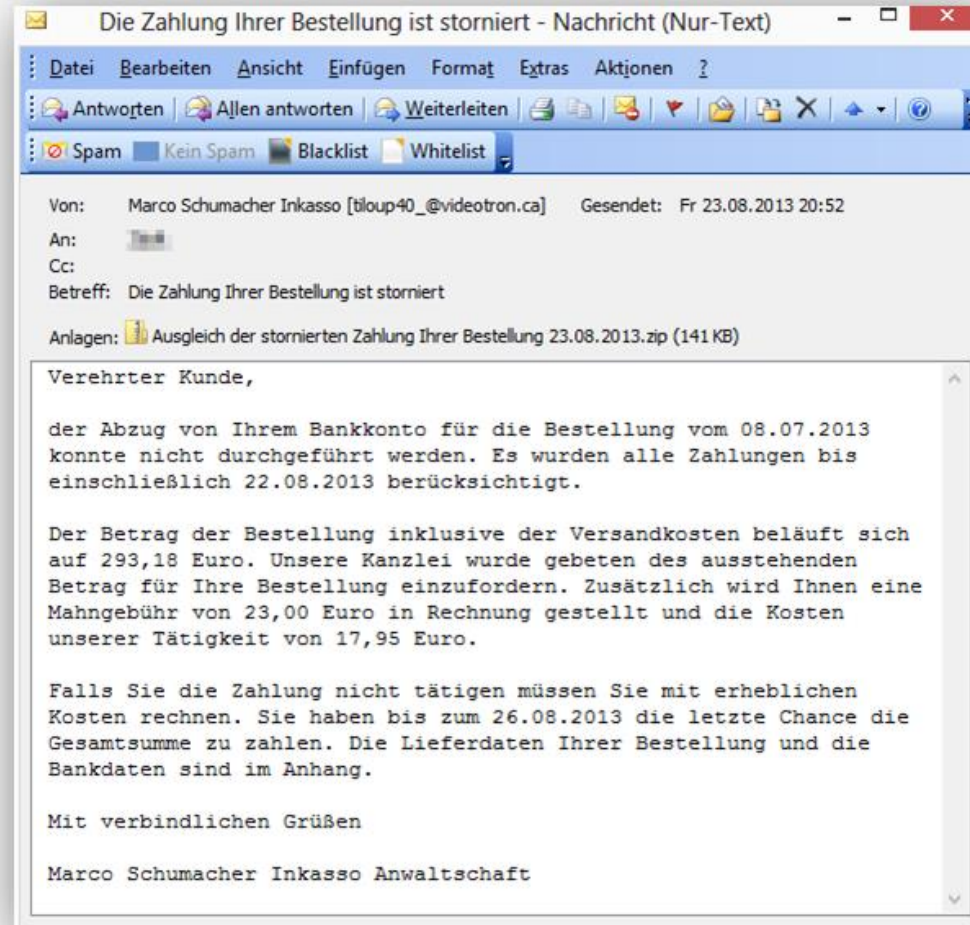 Die Zahlung Ihrer Bestellung ist storniert - Nachricht (Nur-Text)
Datei Bearbeiten Ansicht Einfügen Format Extras Aktionen ?
Antworten Allen antworten Weiterleiten
Spam Kein Spam Blacklist Whitelist
Von: Marco Schumacher Inkasso [tiloup40_@videotron.ca] Gesendet: Fr 23.08.2013 20:52
An:
Cc:
Betreff: Die Zahlung Ihrer Bestellung ist storniert
Anlagen: Ausgleich der stornierten Zahlung Ihrer Bestellung 23.08.2013.zip (141 KB)
Verehrter Kunde,
der Abzug von Ihrem Bankkonto für die Bestellung vom 08.07.2013
konnte nicht durchgeführt werden. Es wurden alle Zahlungen bis
einschließlich 22.08.2013 berücksichtigt.
Der Betrag der Bestellung inklusive der Versandkosten beläuft sich
auf 293,18 Euro. Unsere Kanzlei wurde gebeten des ausstehenden
Betrag für Ihre Bestellung einzufordern. Zusätzlich wird Ihnen eine
Mahngebühr von 23,00 Euro in Rechnung gestellt und die Kosten
unserer Tätigkeit von 17,95 Euro.
Falls Sie die Zahlung nicht tätigen müssen Sie mit erheblichen
Kosten rechnen. Sie haben bis zum 26.08.2013 die letzte Chance die
Gesamtsumme zu zahlen. Die Lieferdaten Ihrer Bestellung und die
Bankdaten sind im Anhang.
Mit verbindlichen Grüßen
Marco Schumacher Inkasso Anwaltschaft